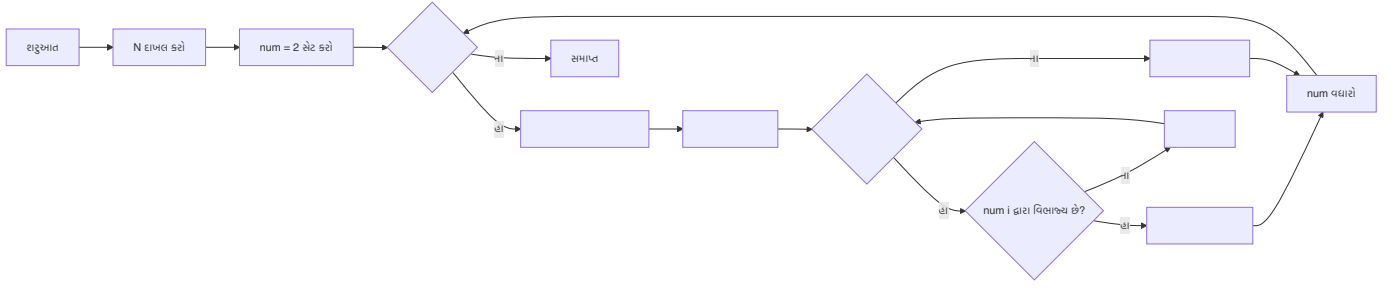 શરુઆત
N દાખલ કરો
num = 2 સેટ કરો
ના
સમાપ્ત
હા
ના
num વધારો
ના
હા
num i દ્વારા વિભાજ્ય છે?
હા